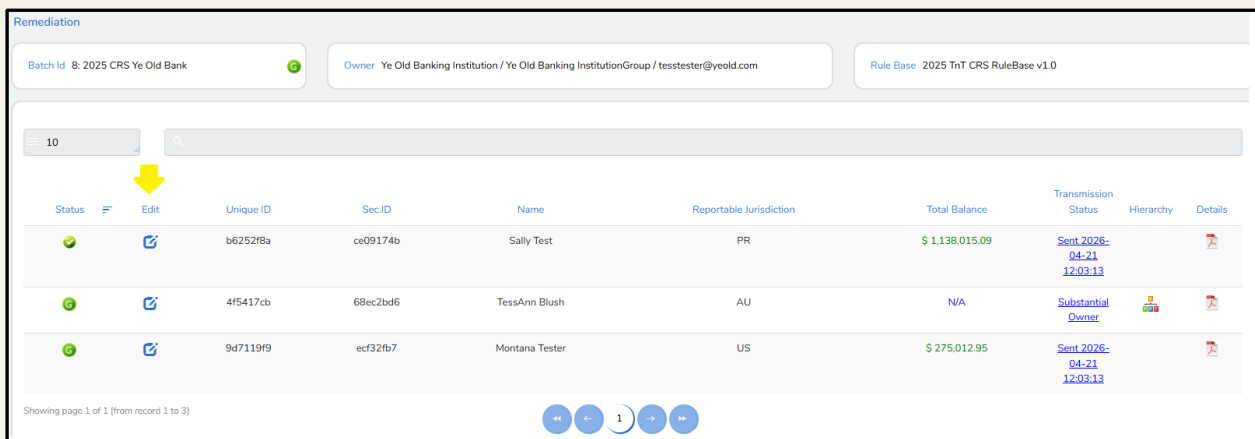 Remediation
Batch Id 8: 2025 CRS Ye Old Bank G
Owner Ye Old Banking Institution / Ye Old Banking InstitutionGroup / tesstester@yeold.com
Rule Base 2025 TnT CRS RuleBase v1.0
10
Status Edit Unique ID Sec.ID Name Reportable Jurisdiction Total Balance Transmission Status Hierarchy Details
b6252f8a ce09174b Sally Test PR $ 1,138,015.09 Sent 2026-
04-21
12:03:13
G 4f5417cb 68ec2bd6 TessAnn Blush AU N/A Substantial
Owner
G 9d7119f9 ecf32fb7 Montana Tester US $ 275,012.95 Sent 2026-
04-21
12:03:13
Showing page 1 of 1 [from record 1 to 3]
1